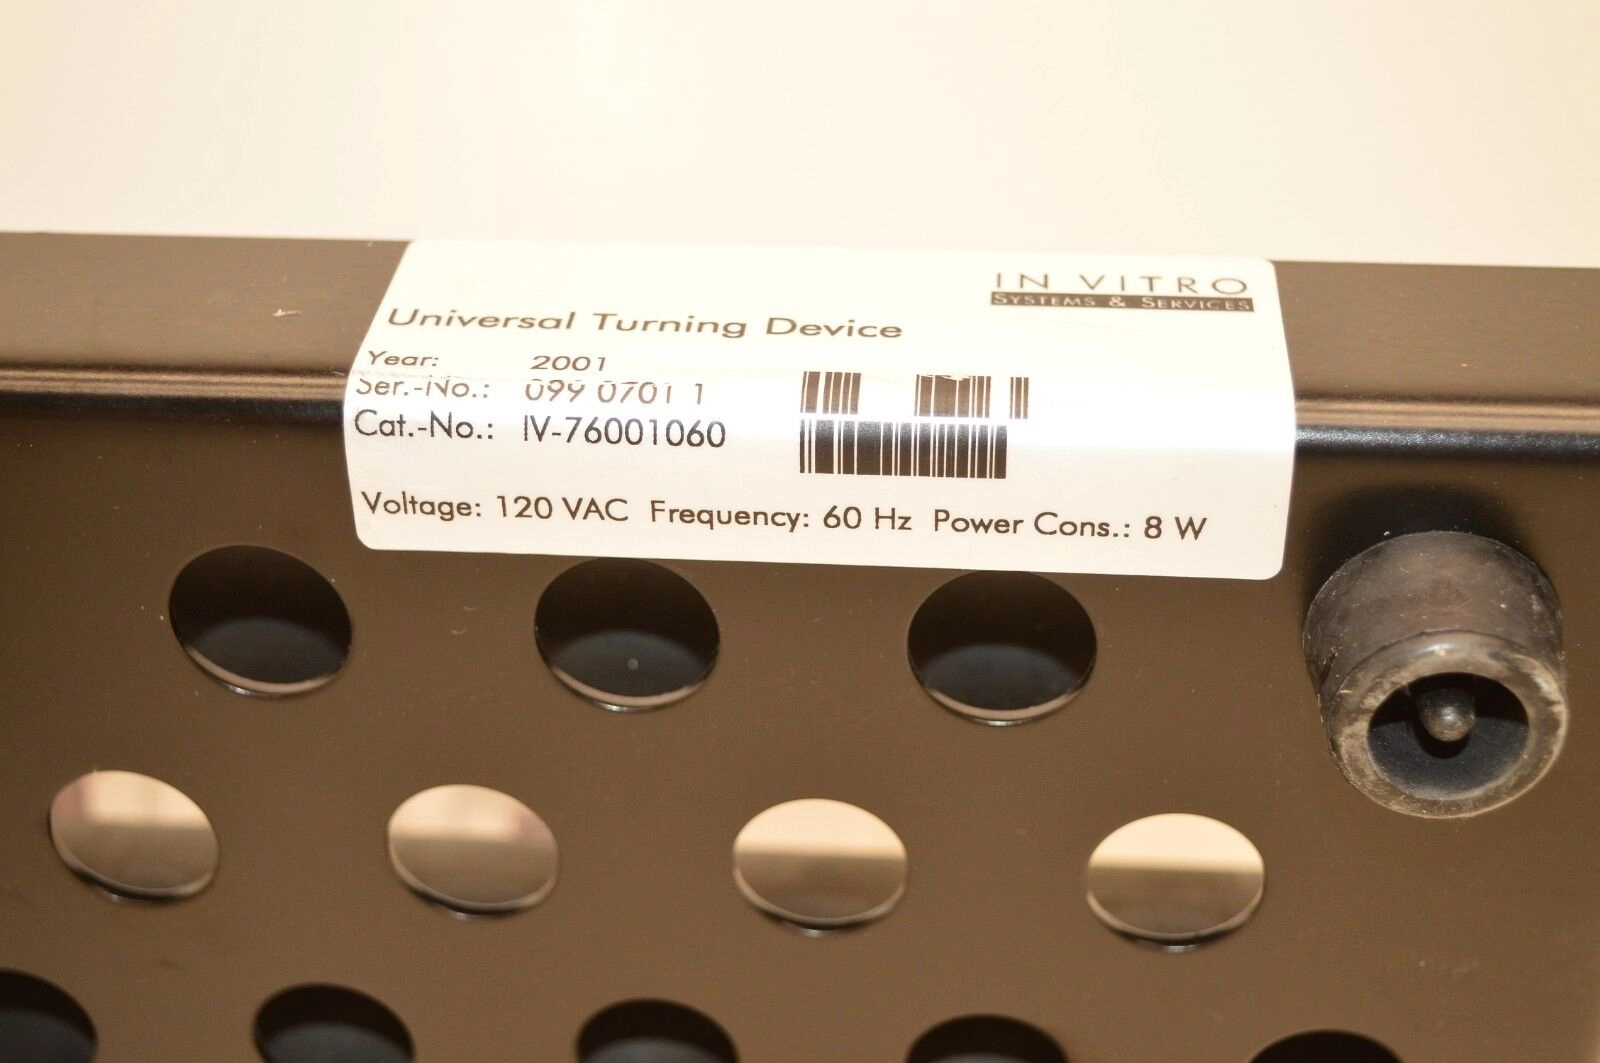 IN VITRO
SYSTEMS & SERVICES
Universal Turning Device
Year: 2001
Ser.-No.: 099 0701 1
Cat.-No.: IV-76001060
Voltage: 120 VAC Frequency: 60 Hz Power Cons.: 8 W